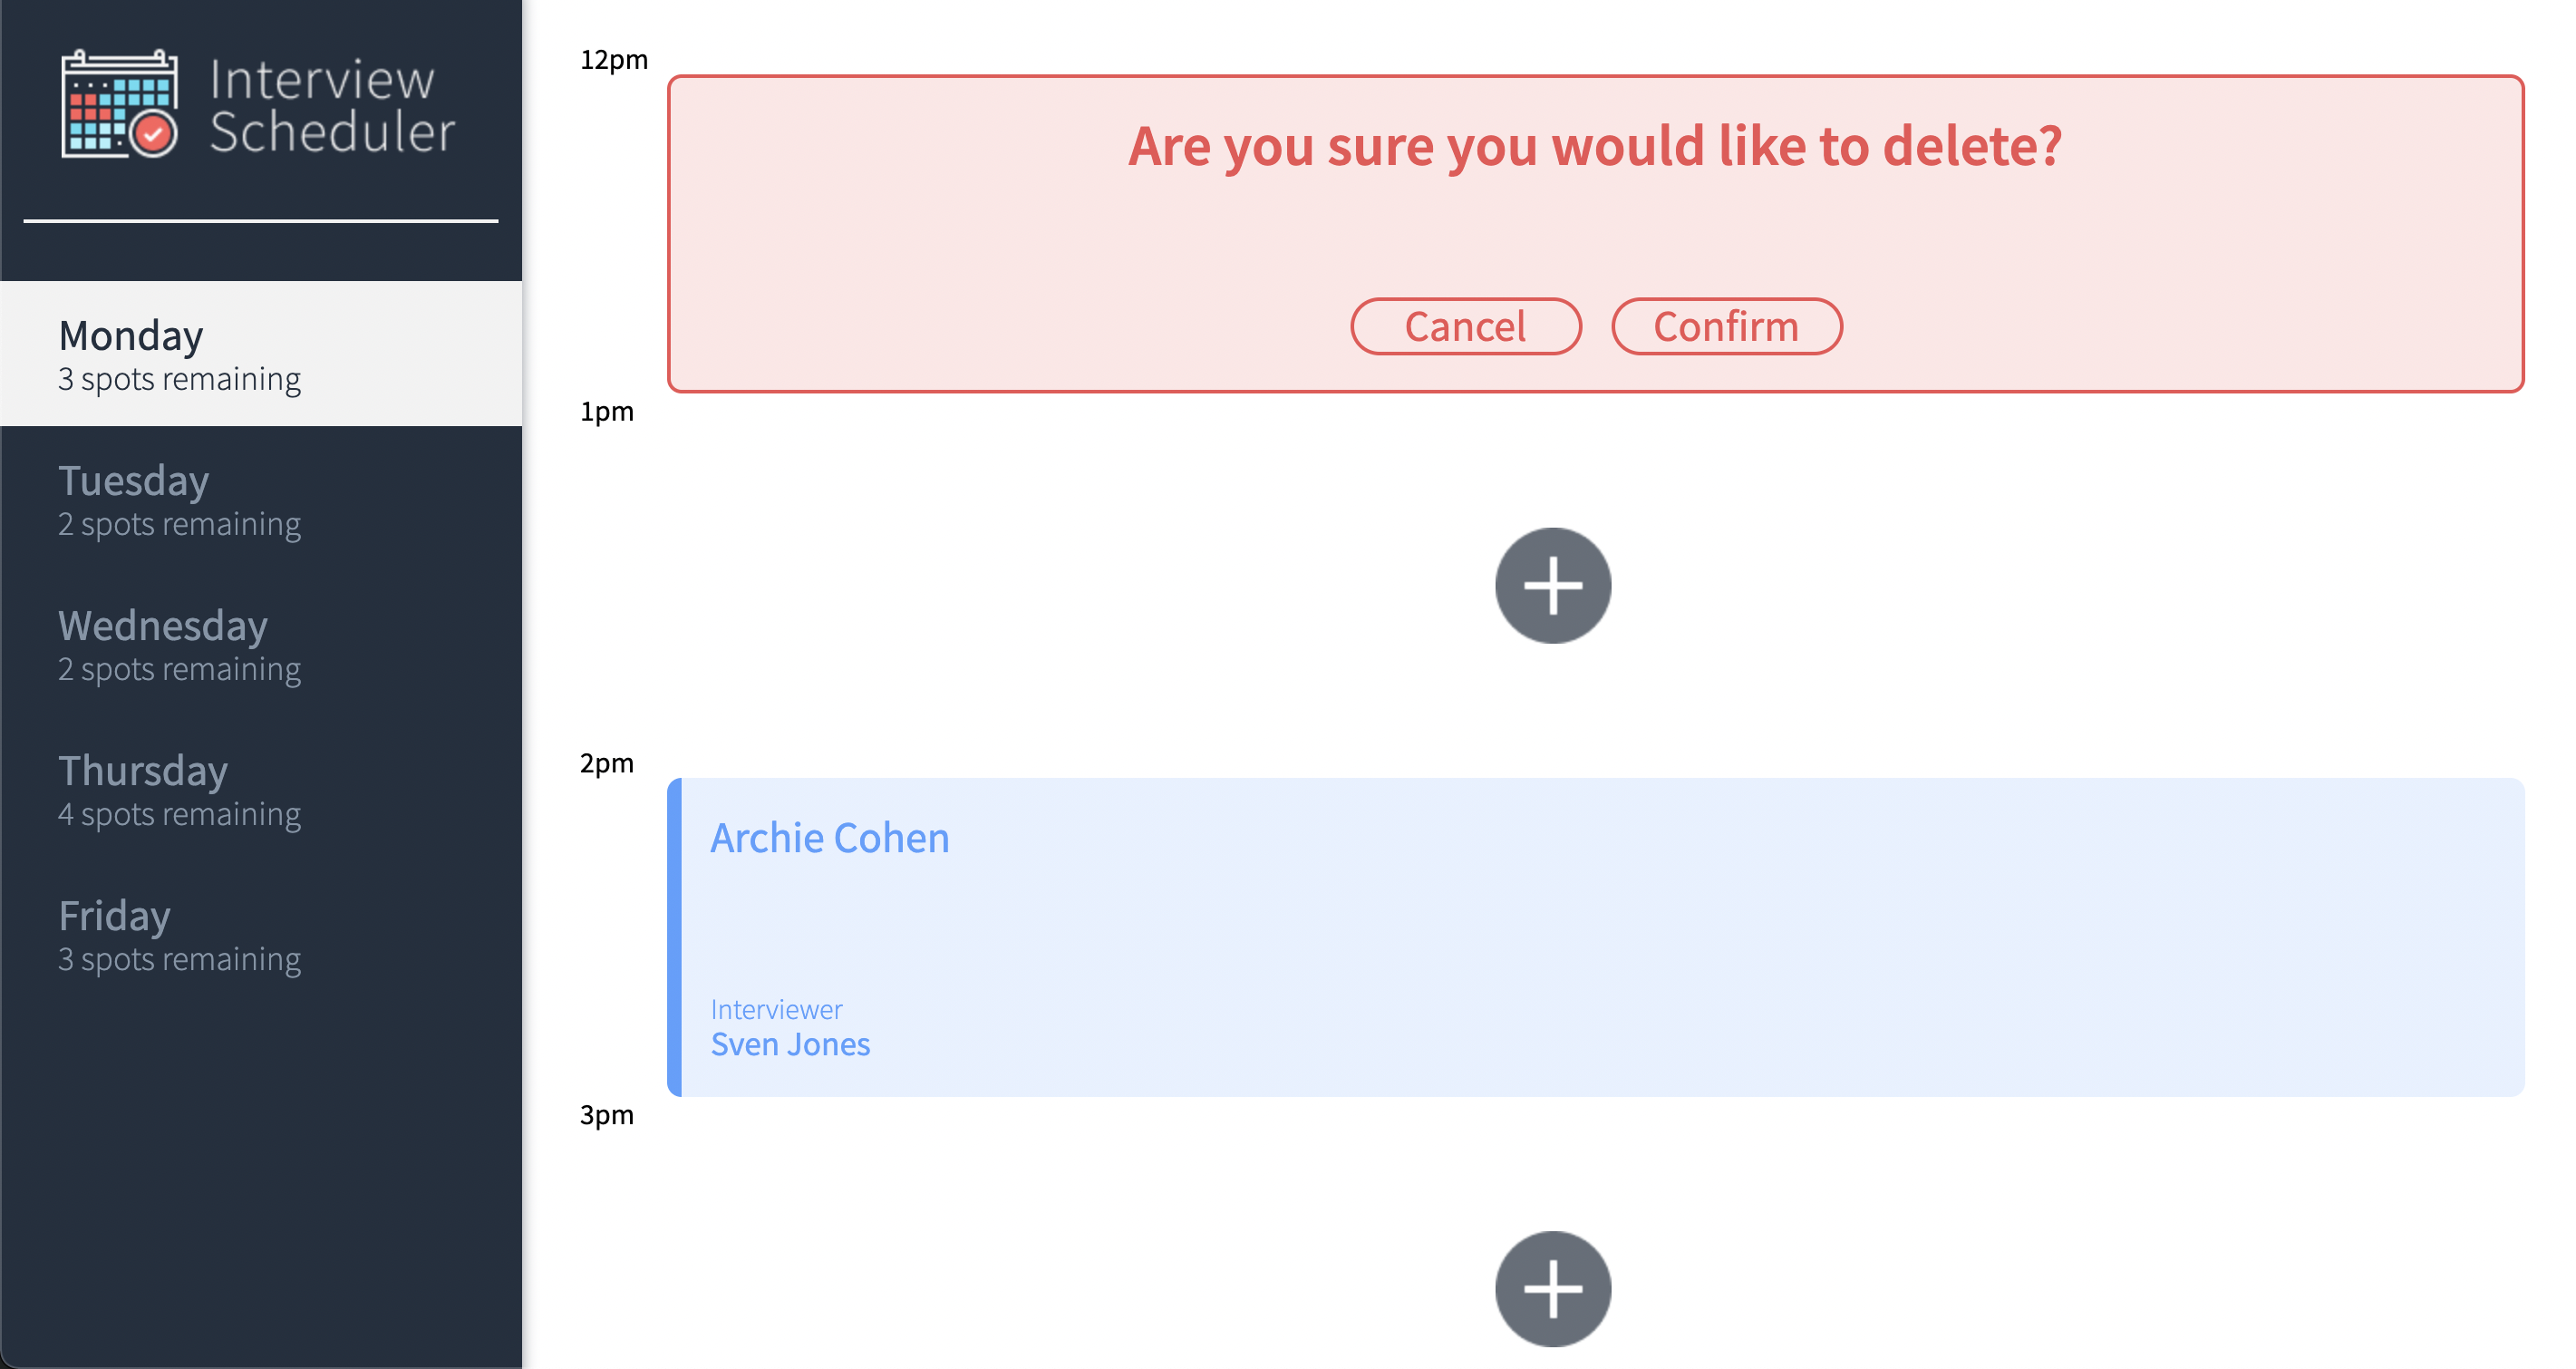 Interview
Scheduler
Monday
3 spots remaining
Tuesday
2 spots remaining
Wednesday
2 spots remaining
Thursday
4 spots remaining
Friday
3 spots remaining
12pm
Are you sure you would like to delete?
Cancel
Confirm
1pm
2pm
Archie Cohen
Interviewer
Sven Jones
3pm